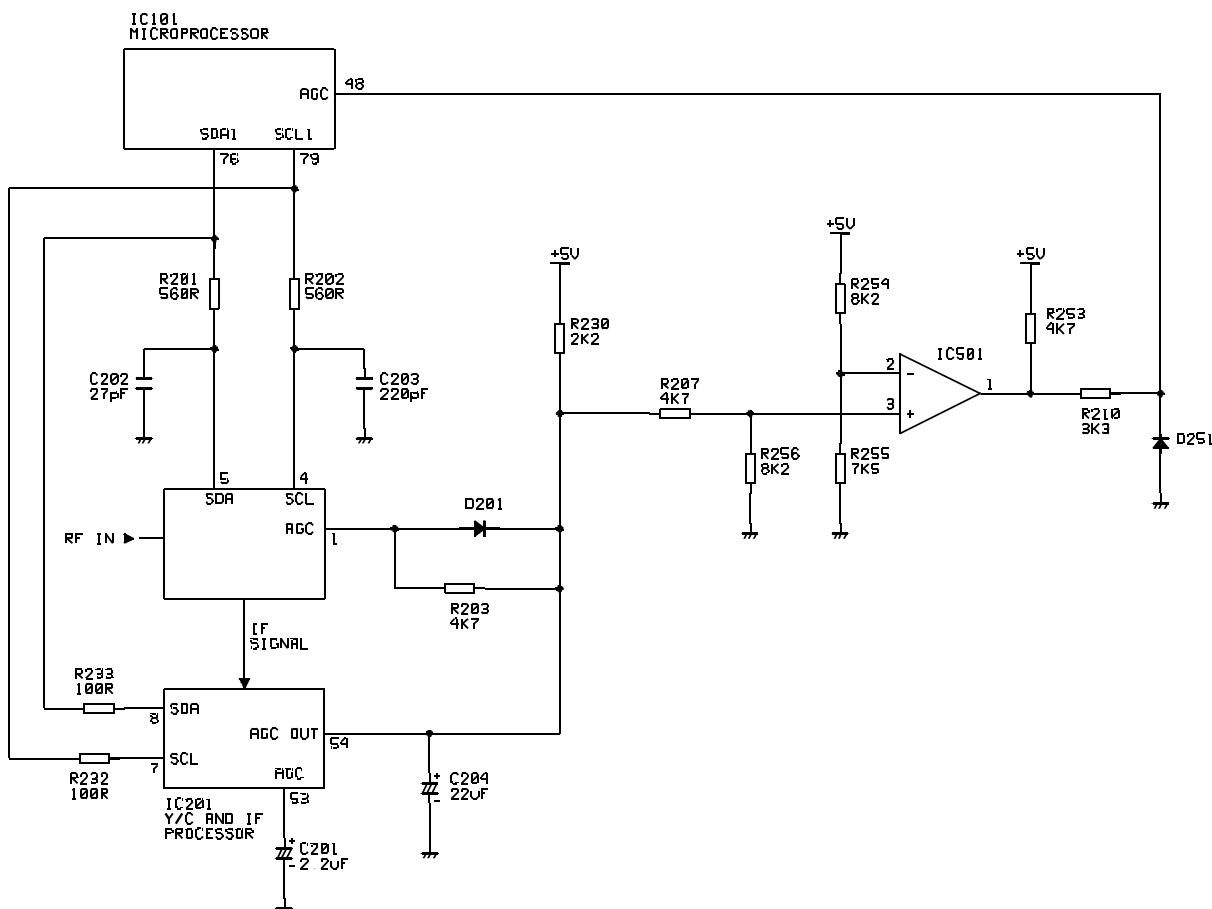 IC101
MICROPROCESSOR
AGC
48
SDA1
SCL1
76
79
R201
560R
R202
560R
C202
27pF
C203
220pF
5
4
SDA
SCL
AGC
1
RF IN
D201
R203
4K7
IF
SIGNAL
+5V
R230
2K2
R207
4K7
R256
8K2
+5V
R254
8K2
R255
7K5
2
-
3
+
IC501
1
+5V
R253
4K7
R210
3K3
D251
R233
100R
8
SDA
AGC OUT
54
R232
100R
7
SCL
AGC
53
IC201
Y/C AND IF
PROCESSOR
+
C204
22uF
-
+
C201
- 2.2uF